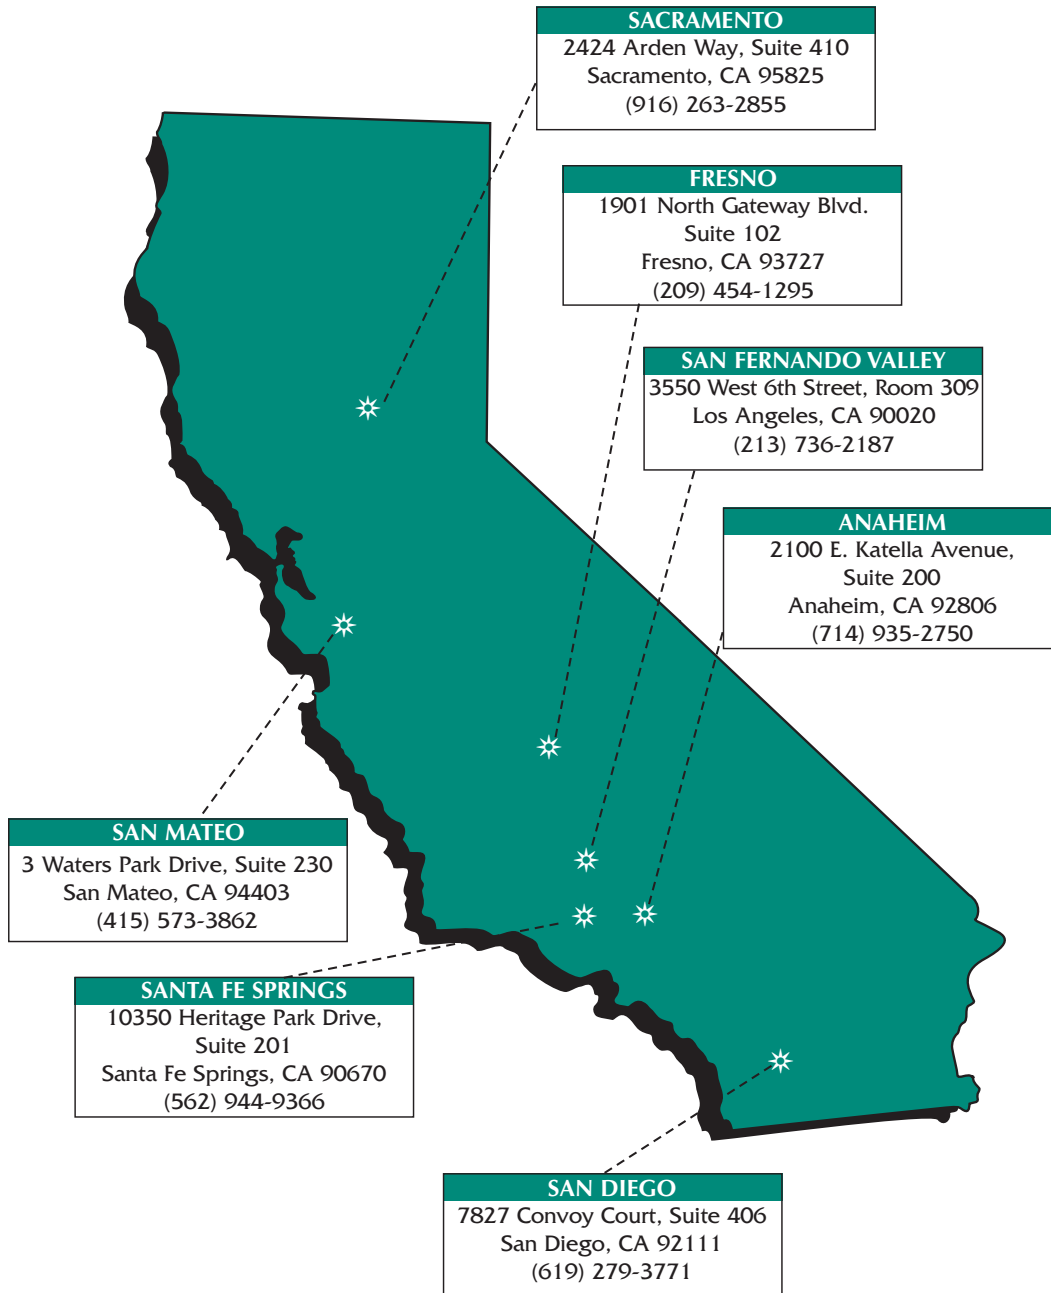 SACRAMENTO
2424 Arden Way, Suite 410
Sacramento, CA 95825
(916) 263-2855
FRESNO
1901 North Gateway Blvd.
Suite 102
Fresno, CA 93727
(209) 454-1295
SAN FERNANDO VALLEY
3550 West 6th Street, Room 309
Los Angeles, CA 90020
(213) 736-2187
ANAHEIM
2100 E. Katella Avenue,
Suite 200
Anaheim, CA 92806
(714) 935-2750
SAN MATEO
3 Waters Park Drive, Suite 230
San Mateo, CA 94403
(415) 573-3862
SANTA FE SPRINGS
10350 Heritage Park Drive,
Suite 201
Santa Fe Springs, CA 90670
(562) 944-9366
SAN DIEGO
7827 Convoy Court, Suite 406
San Diego, CA 92111
(619) 279-3771